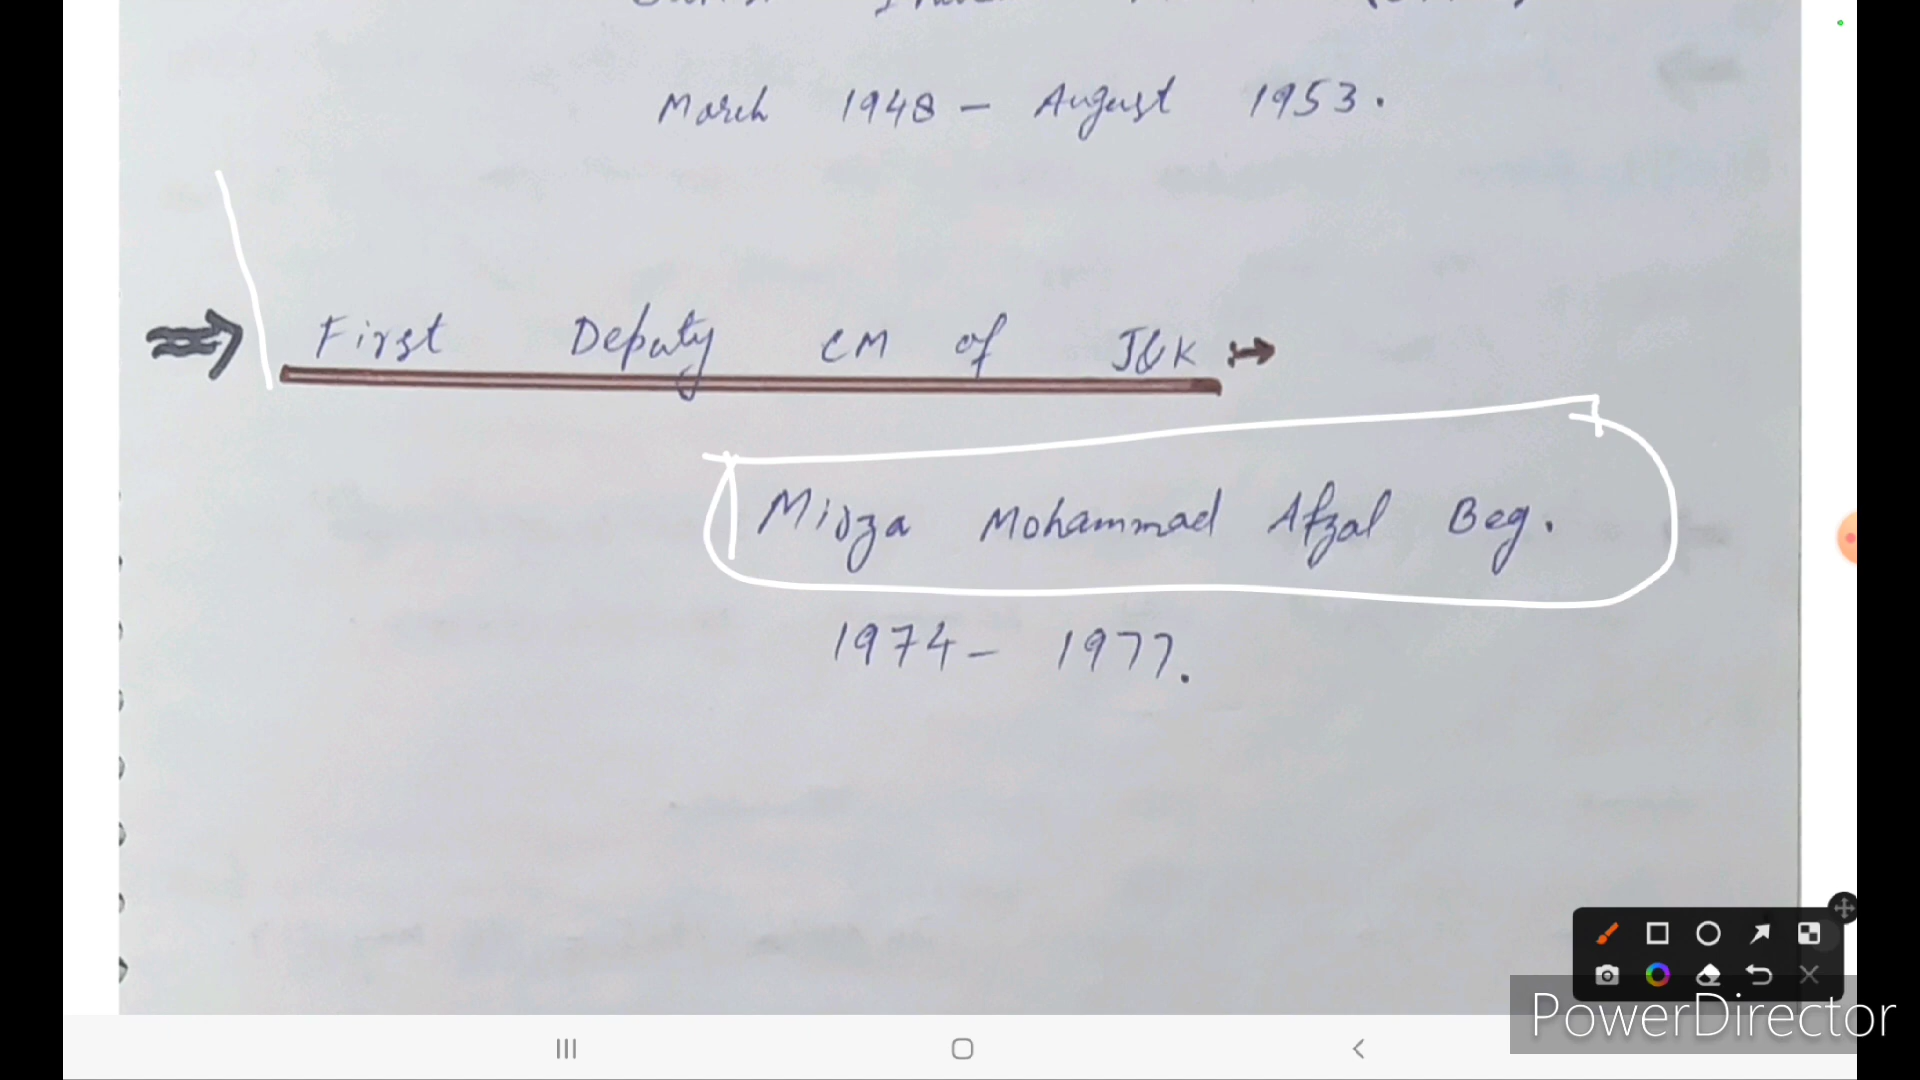 March 1948 – August 1953.
First Deputy CM of J&K
Mirza Mohammad Afzal Beg.
1974 – 1977.
PowerDirector